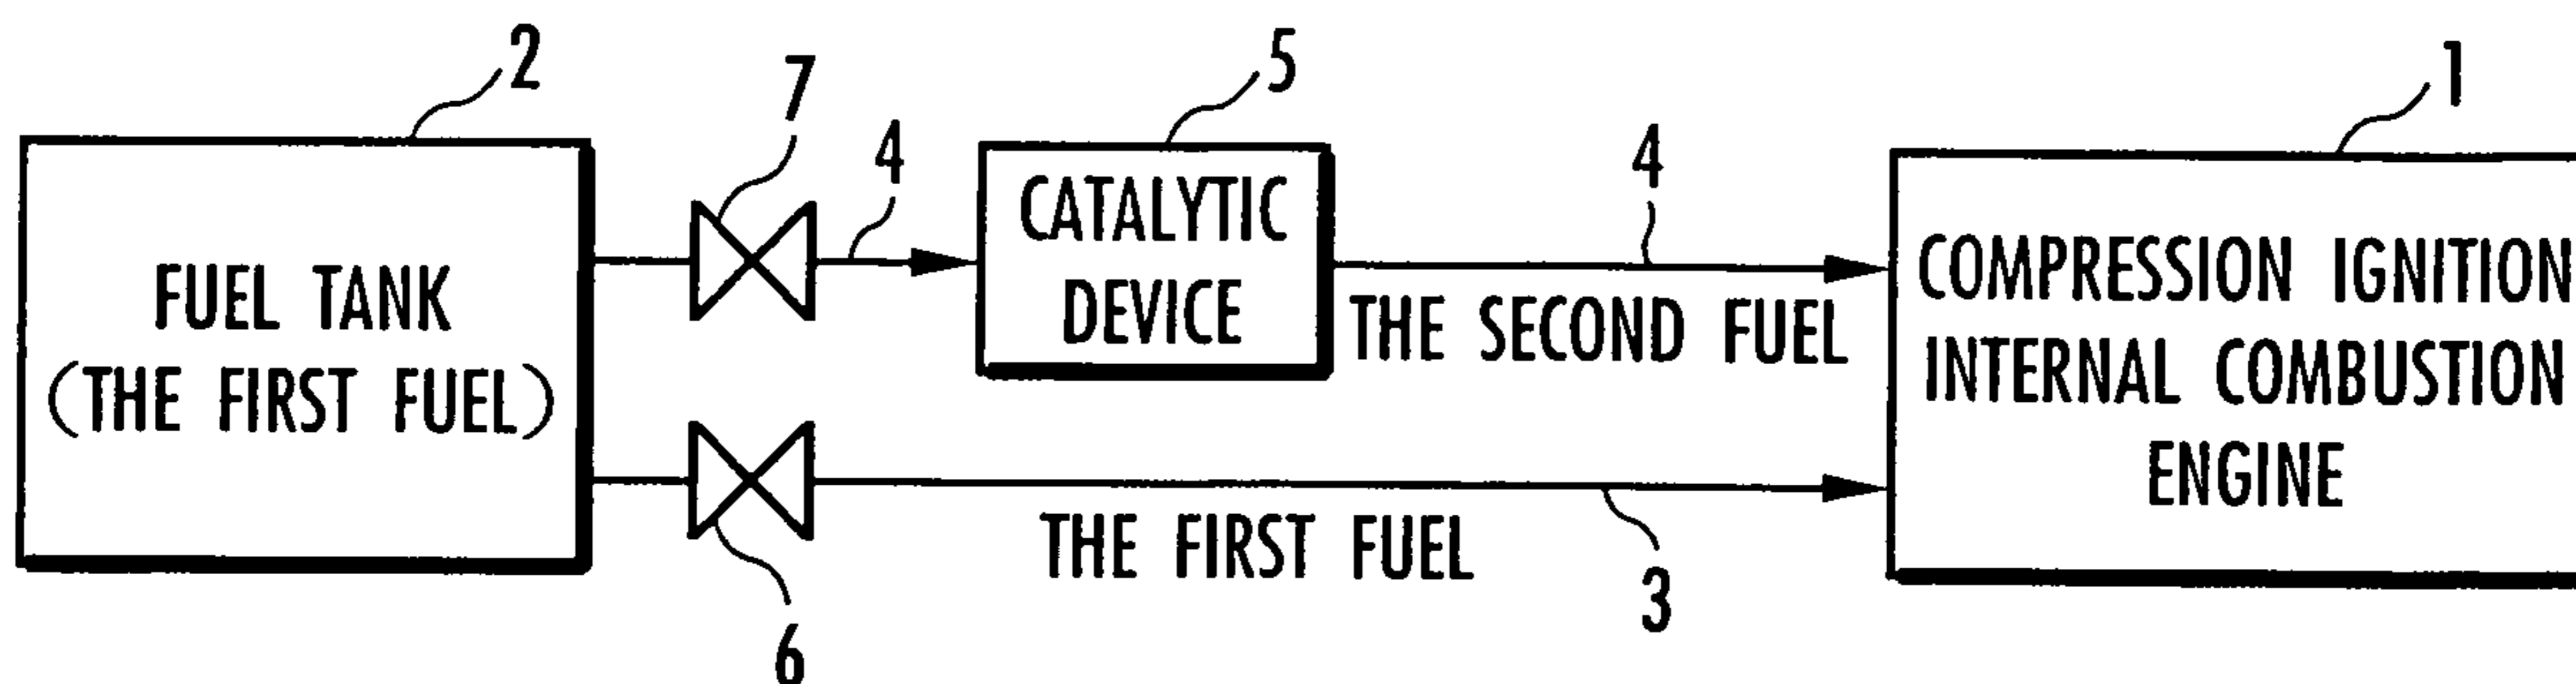 2
7
4
5
4
1
FUEL TANK
(THE FIRST FUEL)
CATALYTIC
DEVICE
THE SECOND FUEL
COMPRESSION IGNITION
INTERNAL COMBUSTION
ENGINE
THE FIRST FUEL
6
3